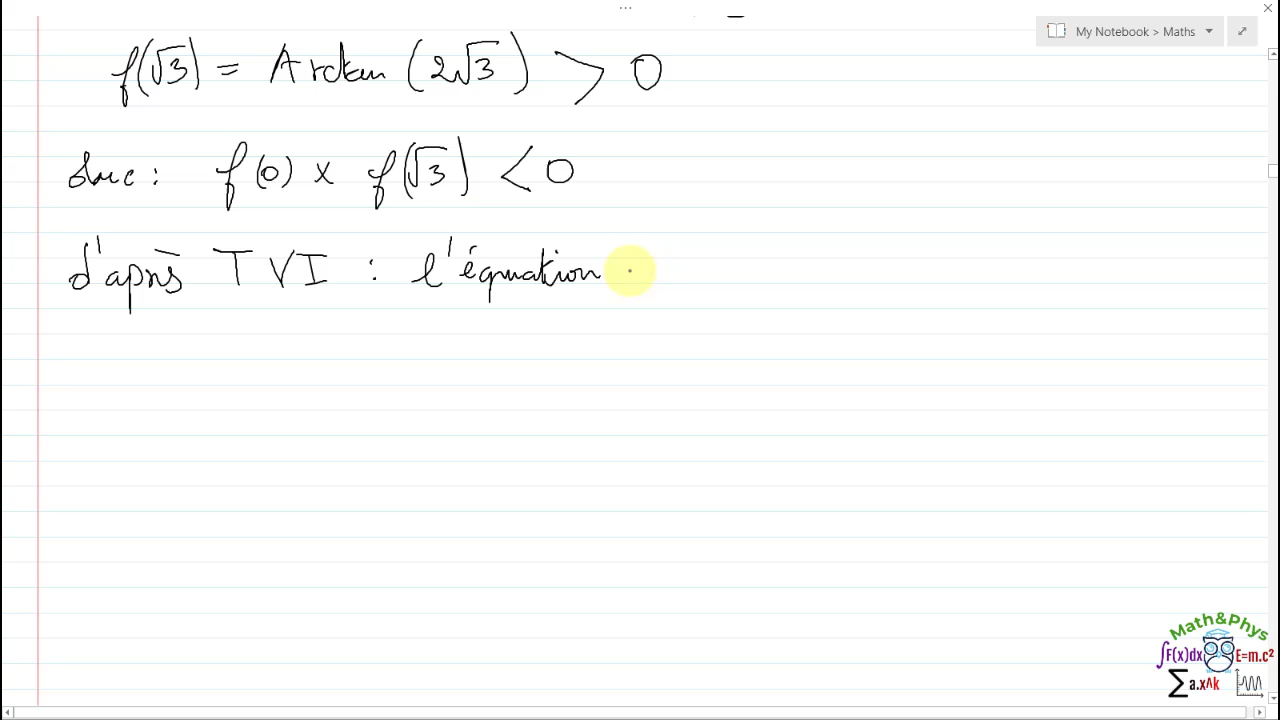 My Notebook > Maths
f(√3) = Arctan (2√3) > 0
donc : f(0) x f(√3) < 0
d'après TVI : l'équation
Math&Phys
∫F(x)dx E=m.c²
∑ a.x^k